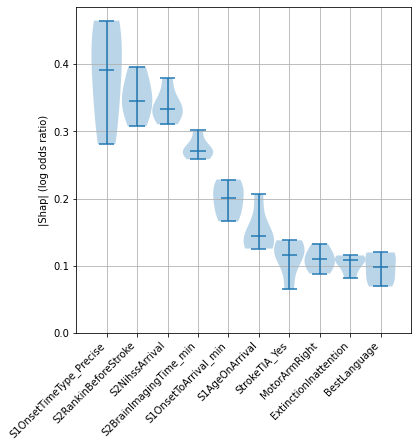 0.4
0.3
0.2
0.1
0.0
|Shap| (log odds ratio)
S1OnsetTimeType_Precise
S2RankinBeforeStroke
S2NihssArrival
S2BrainImagingTime_min
S1OnsetToArrival_min
S1AgeOnArrival
StrokeTIA_Yes
MotorArmRight
ExtinctionInattention
BestLanguage